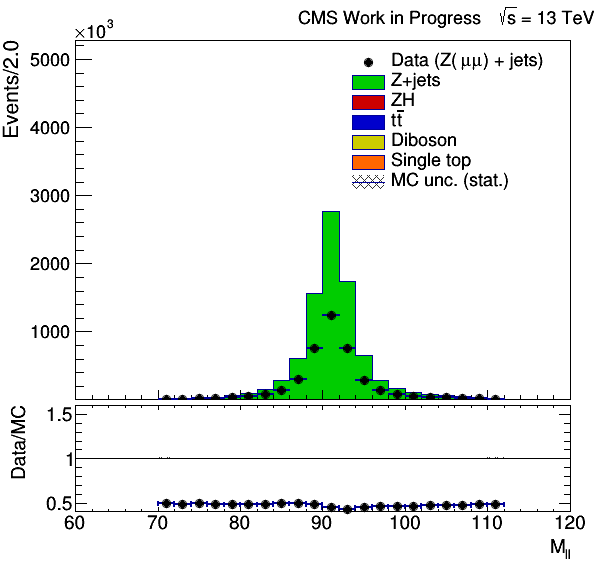 CMS Work in Progress √s = 13 TeV
×10³
Events/2.0
5000
4000
3000
2000
1000
Data (Z(μμ) + jets)
Z+jets
ZH
tt̄
Diboson
Single top
MC unc. (stat.)
Data/MC
1.5
1
0.5
60 70 80 90 100 110 120
M_ll